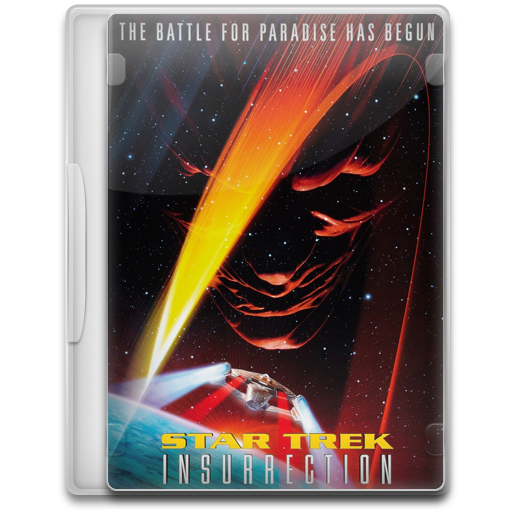 THE BATTLE FOR PARADISE HAS BEGUN
STAR TREK
INSURRECTION